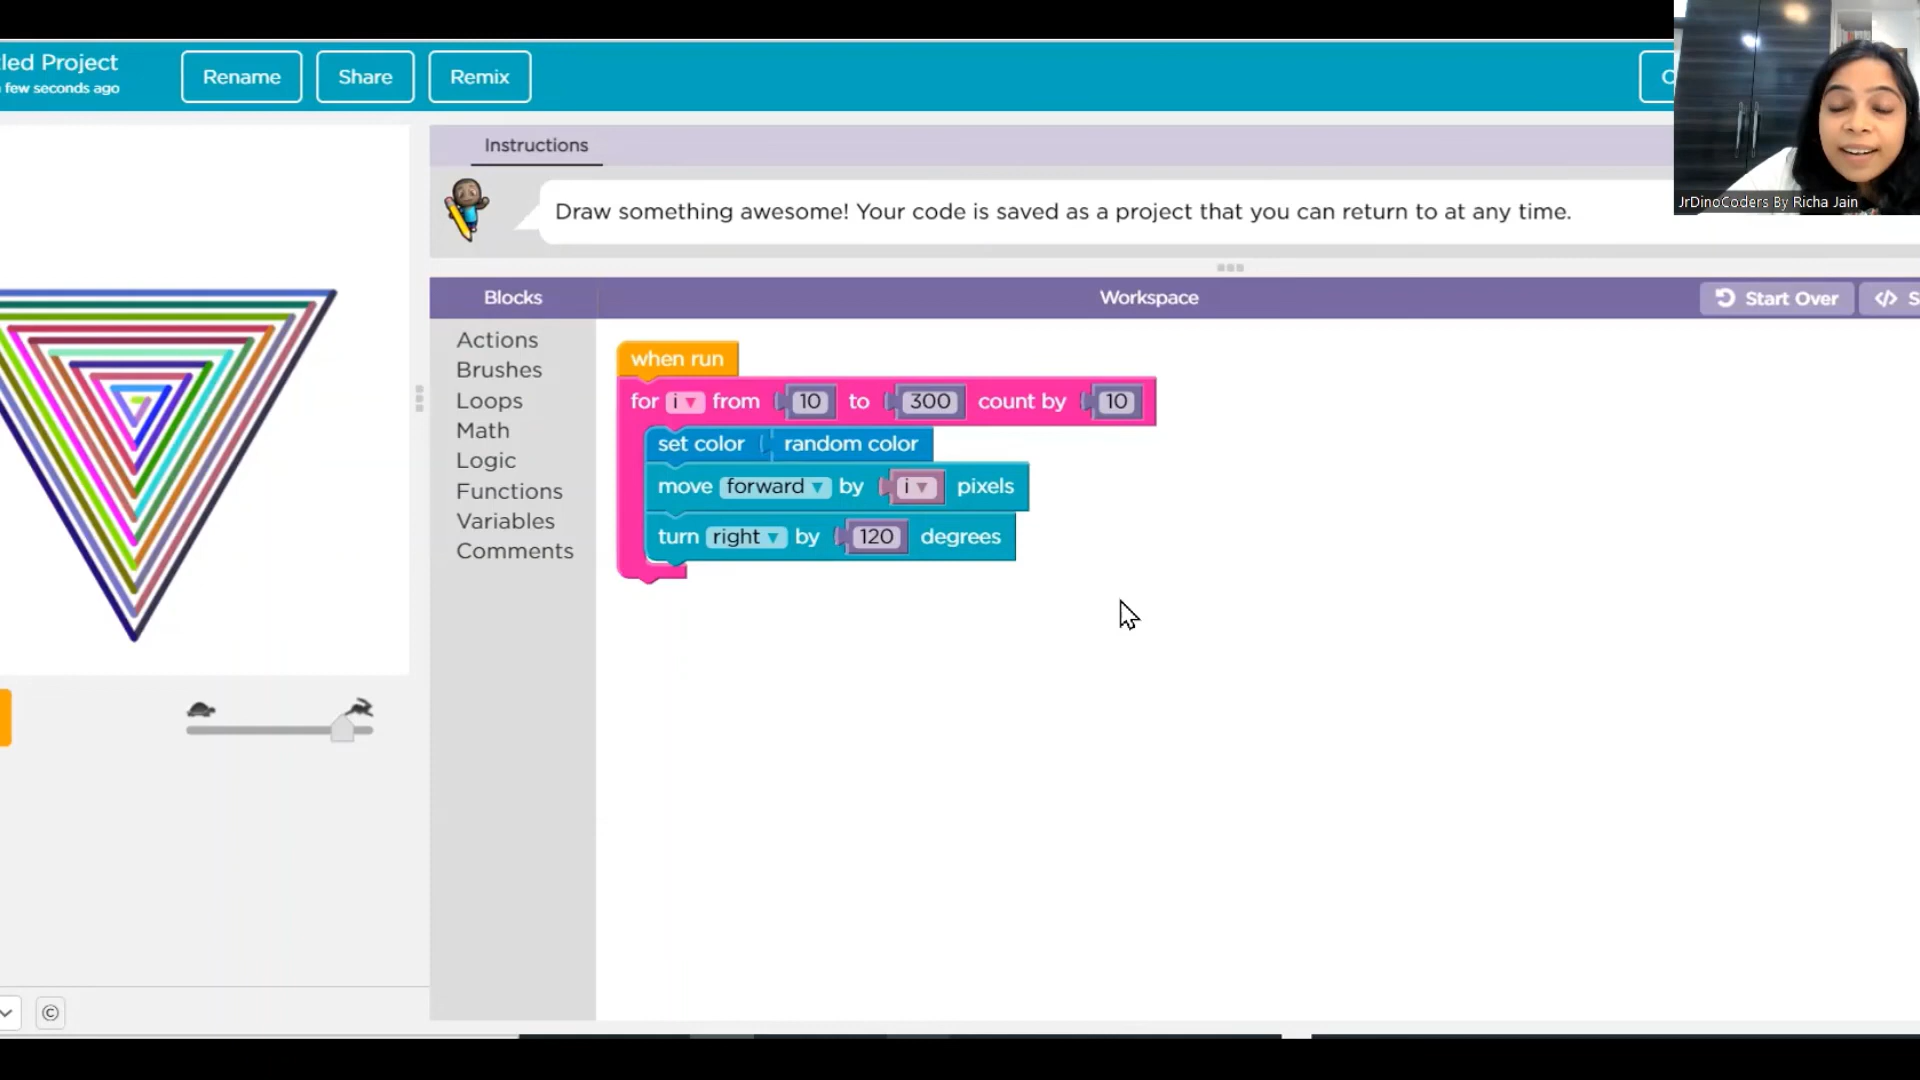 led Project
few seconds ago
Rename
Share
Remix
JrDinoCoders By Richa Jain
Instructions
Draw something awesome! Your code is saved as a project that you can return to at any time.
Blocks
Workspace
Start Over
</> S
Actions
Brushes
Loops
Math
Logic
Functions
Variables
Comments
when run
for i from 10 to 300 count by 10
set color random color
move forward by i pixels
turn right by 120 degrees
©